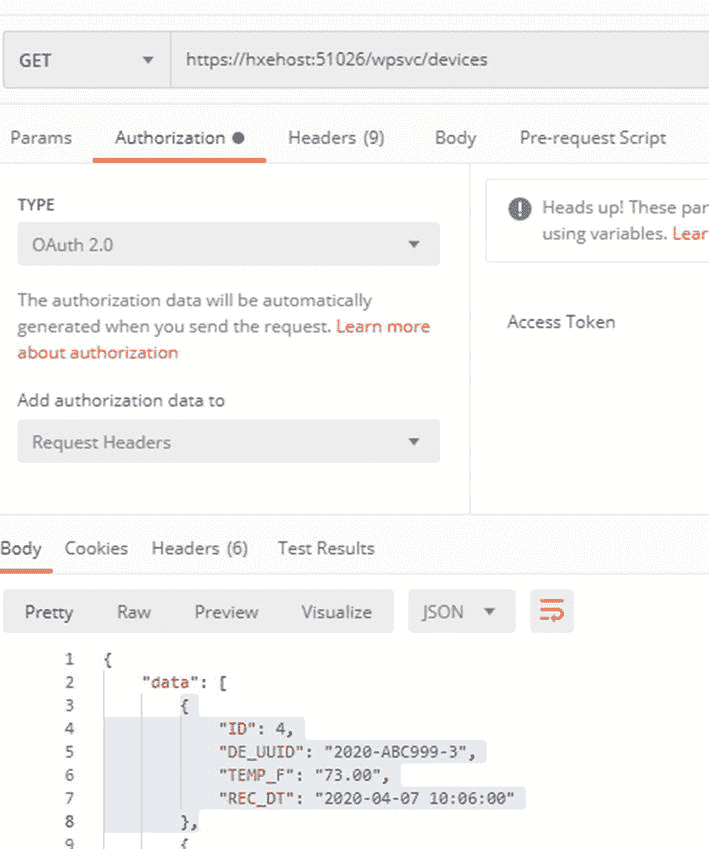 GET https://hxehost:51026/wpsvc/devices
Params Authorization Headers (9) Body Pre-request Script
TYPE
OAuth 2.0
The authorization data will be automatically
generated when you send the request. Learn more
about authorization
Add authorization data to
Request Headers
Heads up! These par
using variables. Lear
Access Token
Body Cookies Headers (6) Test Results
Pretty Raw Preview Visualize JSON
1 {
2 "data": [
3 {
4 "ID": 4,
5 "DE_UUID": "2020-ABC999-3",
6 "TEMP_F": "73.00",
7 "REC_DT": "2020-04-07 10:06:00"
8 },
9 {